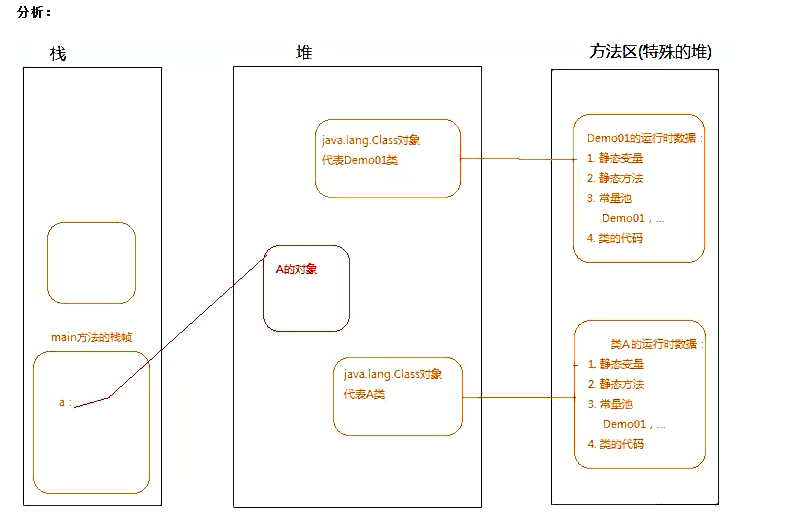 分析：
栈
堆
方法区(特殊的堆)
java.lang.Class对象
代表Demo01类
Demo01的运行时数据：
1. 静态变量
2. 静态方法
3. 常量池
Demo01，...
4. 类的代码
A的对象
main方法的栈帧
a：
java.lang.Class对象
代表A类
类A 的运行时数据：
1. 静态变量
2. 静态方法
3. 常量池
Demo01，...
4. 类的代码